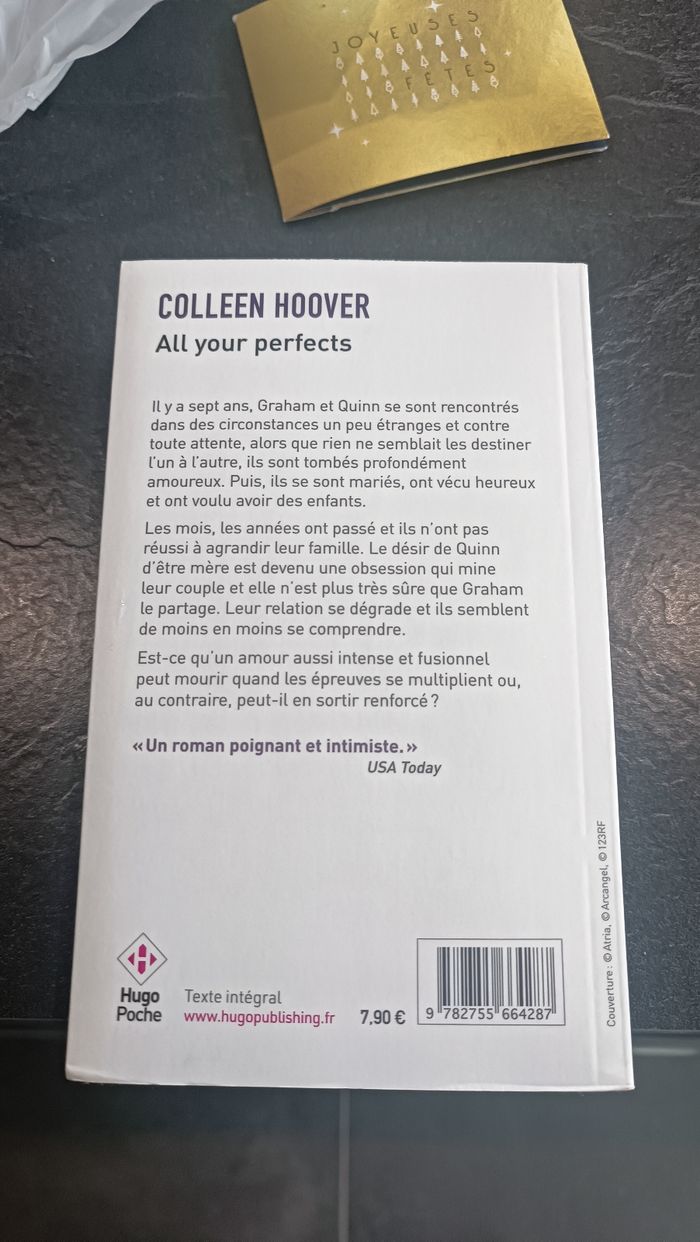 JOYEUSES
FÊTES
COLLEEN HOOVER
All your perfects
Il y a sept ans, Graham et Quinn se sont rencontrés
dans des circonstances un peu étranges et contre
toute attente, alors que rien ne semblait les destiner
l'un à l'autre, ils sont tombés profondément
amoureux. Puis, ils se sont mariés, ont vécu heureux
et ont voulu avoir des enfants.
Les mois, les années ont passé et ils n'ont pas
réussi à agrandir leur famille. Le désir de Quinn
d'être mère est devenu une obsession qui mine
leur couple et elle n'est plus très sûre que Graham
le partage. Leur relation se dégrade et ils semblent
de moins en moins se comprendre.
Est-ce qu'un amour aussi intense et fusionnel
peut mourir quand les épreuves se multiplient ou,
au contraire, peut-il en sortir renforcé ?
« Un roman poignant et intimiste. »
USA Today
Hugo
Poche
Texte intégral
www.hugopublishing.fr
7,90 €
9 782755 664287
Couverture : © Atria, © Arcangel, © 123RF